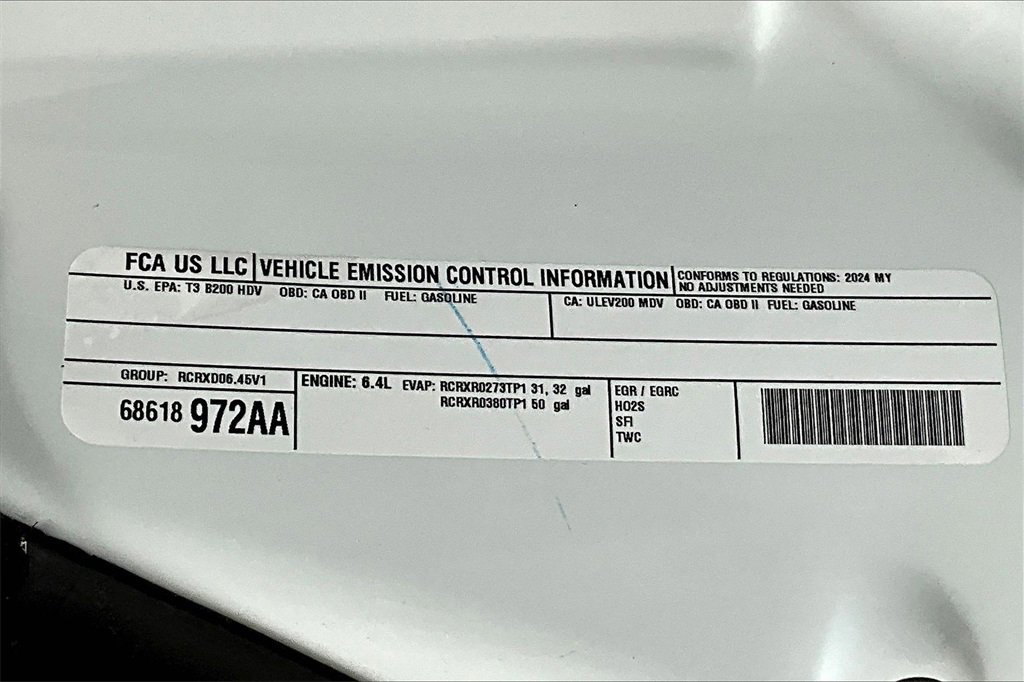 FCA US LLC VEHICLE EMISSION CONTROL INFORMATION CONFORMS TO REGULATIONS: 2024 MY
NO ADJUSTMENTS NEEDED
U.S. EPA: T3 B200 HDV OBD: CA OBD II FUEL: GASOLINE
CA: ULEV200 MDV OBD: CA OBD II FUEL: GASOLINE
GROUP: RCRXD06.45V1
68618 972AA
ENGINE: 6.4L EVAP: RCRXR0273TP1 31, 32 gal
RCRXR0380TP1 50 gal
EGR / EGRC
HO2S
SFI
TWC